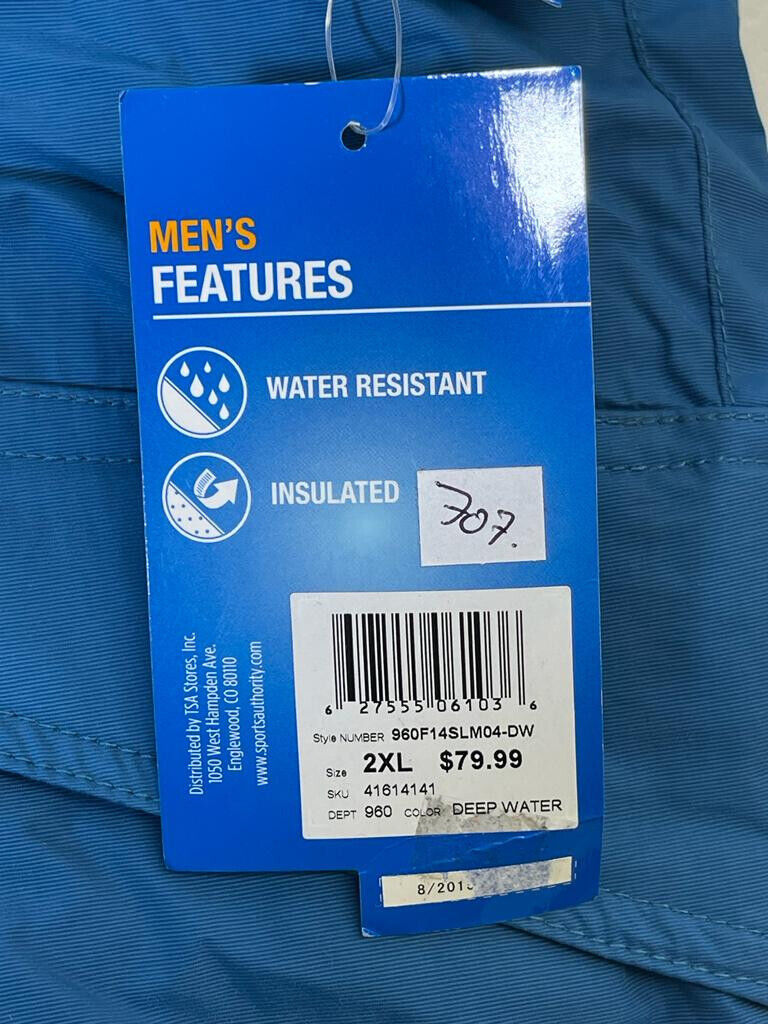 MEN'S
FEATURES
WATER RESISTANT
INSULATED
707.
Distributed by TSA Stores, Inc.
1050 West Hampden Ave.
Englewood, CO 80110
www.sportsauthority.com
6 27555 06103 6
Style NUMBER 960F14SLM04-DW
Size 2XL $79.99
SKU 41614141
DEPT 960 COLOR DEEP WATER